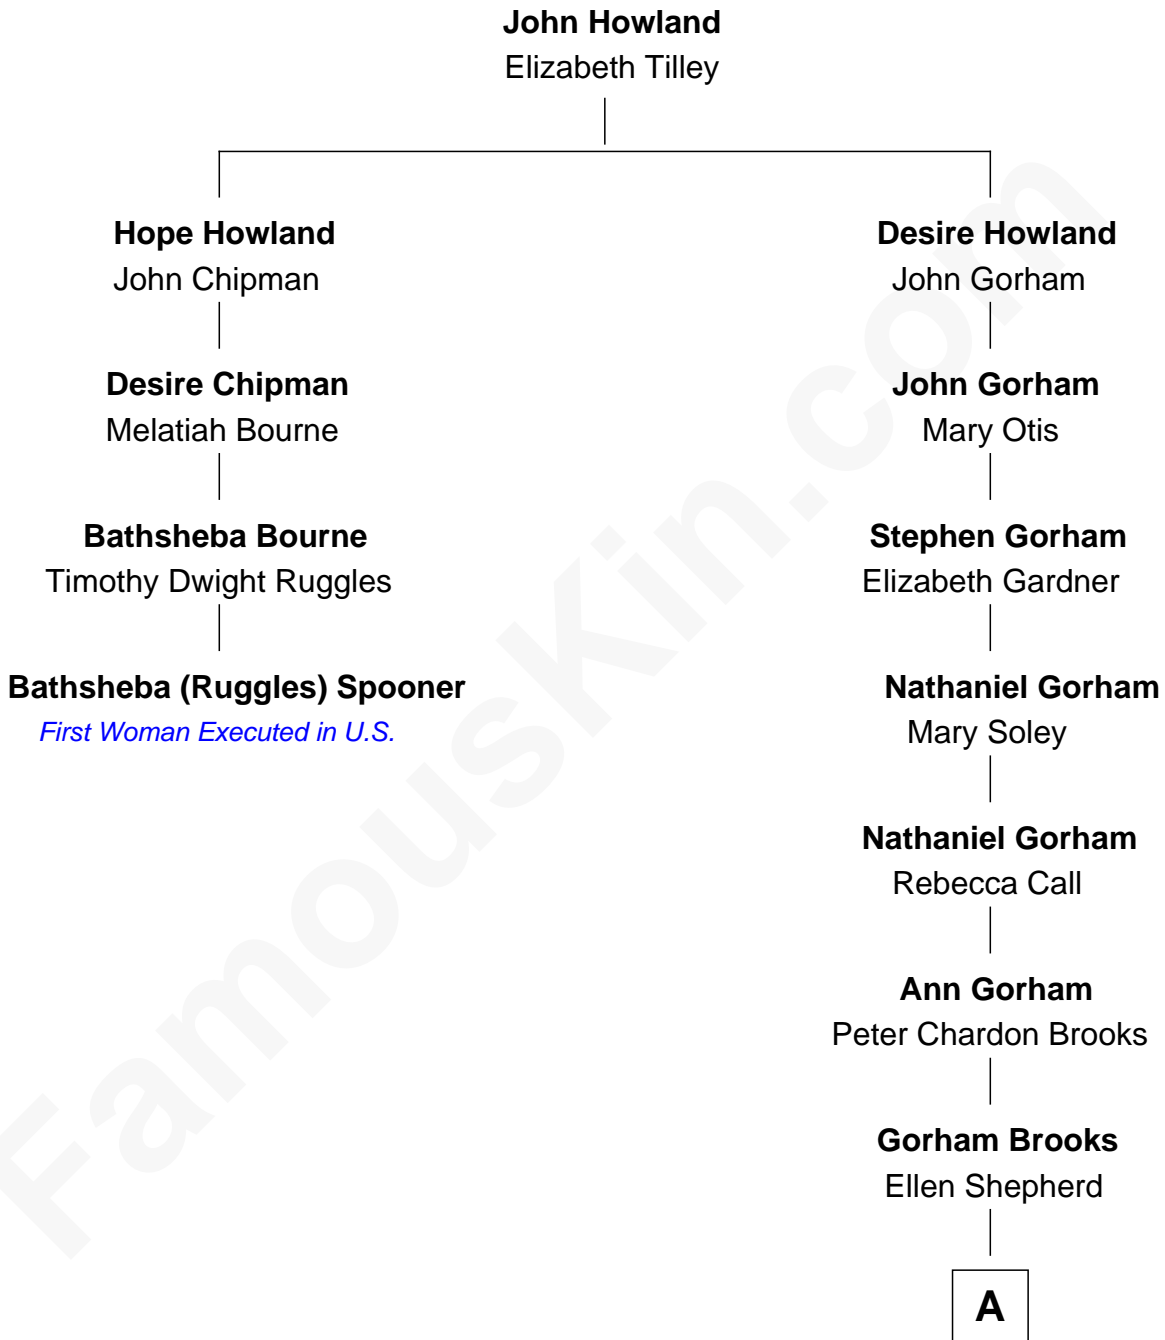 John Howland
Elizabeth Tilley
Hope Howland
John Chipman
Desire Howland
John Gorham
Desire Chipman
Melatiah Bourne
John Gorham
Mary Otis
Bathsheba Bourne
Timothy Dwight Ruggles
Stephen Gorham
Elizabeth Gardner
Bathsheba (Ruggles) Spooner
First Woman Executed in U.S.
Nathaniel Gorham
Mary Soley
Nathaniel Gorham
Rebecca Call
Ann Gorham
Peter Chardon Brooks
Gorham Brooks
Ellen Shepherd
A
FamousKin.com